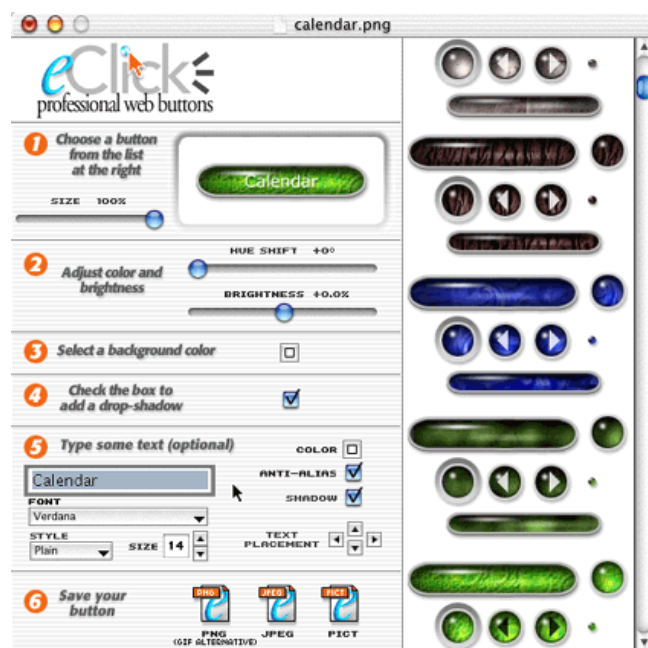 calendar.png
eClick
professional web buttons
1 Choose a button
from the list
at the right
SIZE 100%
Calendar
2 Adjust color and
brightness
HUE SHIFT +0°
BRIGHTNESS +0.0%
3 Select a background color
4 Check the box to
add a drop-shadow
5 Type some text (optional)
COLOR
Calendar
ANTI-ALIAS
SHADOW
FONT
Verdana
STYLE
Plain
SIZE 14
TEXT
PLACEMENT
6 Save your
button
PNG JPEG PICT
PNG JPEG PICT
(GIF ALTERNATIVE)